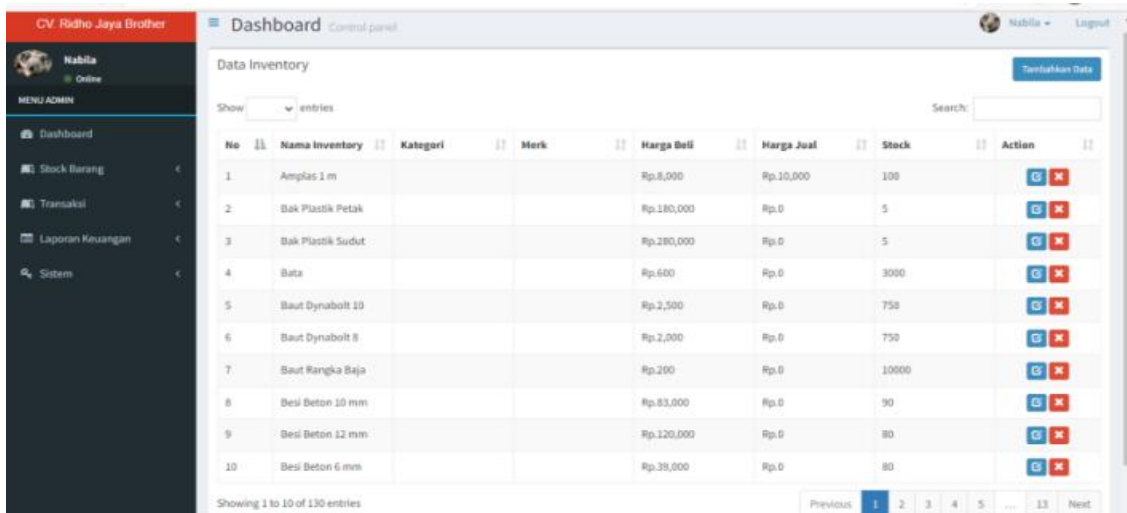 CV. Ridho Jaya Brother
Dashboard Control panel
Nabila
Logout
Nabila
Online
MENU ADMIN
Dashboard
Stock Barang
Transaksi
Laporan Keuangan
Sistem
Data Inventory
Tambahkan Data
Show entries
Search:
No Nama Inventory Kategori Merk Harga Beli Harga Jual Stock Action
1 Amplas 1 m Rp.8,000 Rp.10,000 100
2 Bak Plastik Petak Rp.180,000 Rp.0 5
3 Bak Plastik Sudut Rp.280,000 Rp.0 5
4 Bata Rp.600 Rp.0 3000
5 Baut Dynabolt 10 Rp.2,500 Rp.0 750
6 Baut Dynabolt 8 Rp.2,000 Rp.0 750
7 Baut Rangka Baja Rp.200 Rp.0 10000
8 Besi Beton 10 mm Rp.83,000 Rp.0 90
9 Besi Beton 12 mm Rp.120,000 Rp.0 80
10 Besi Beton 6 mm Rp.39,000 Rp.0 80
Showing 1 to 10 of 130 entries
Previous 1 2 3 4 5 ... 13 Next